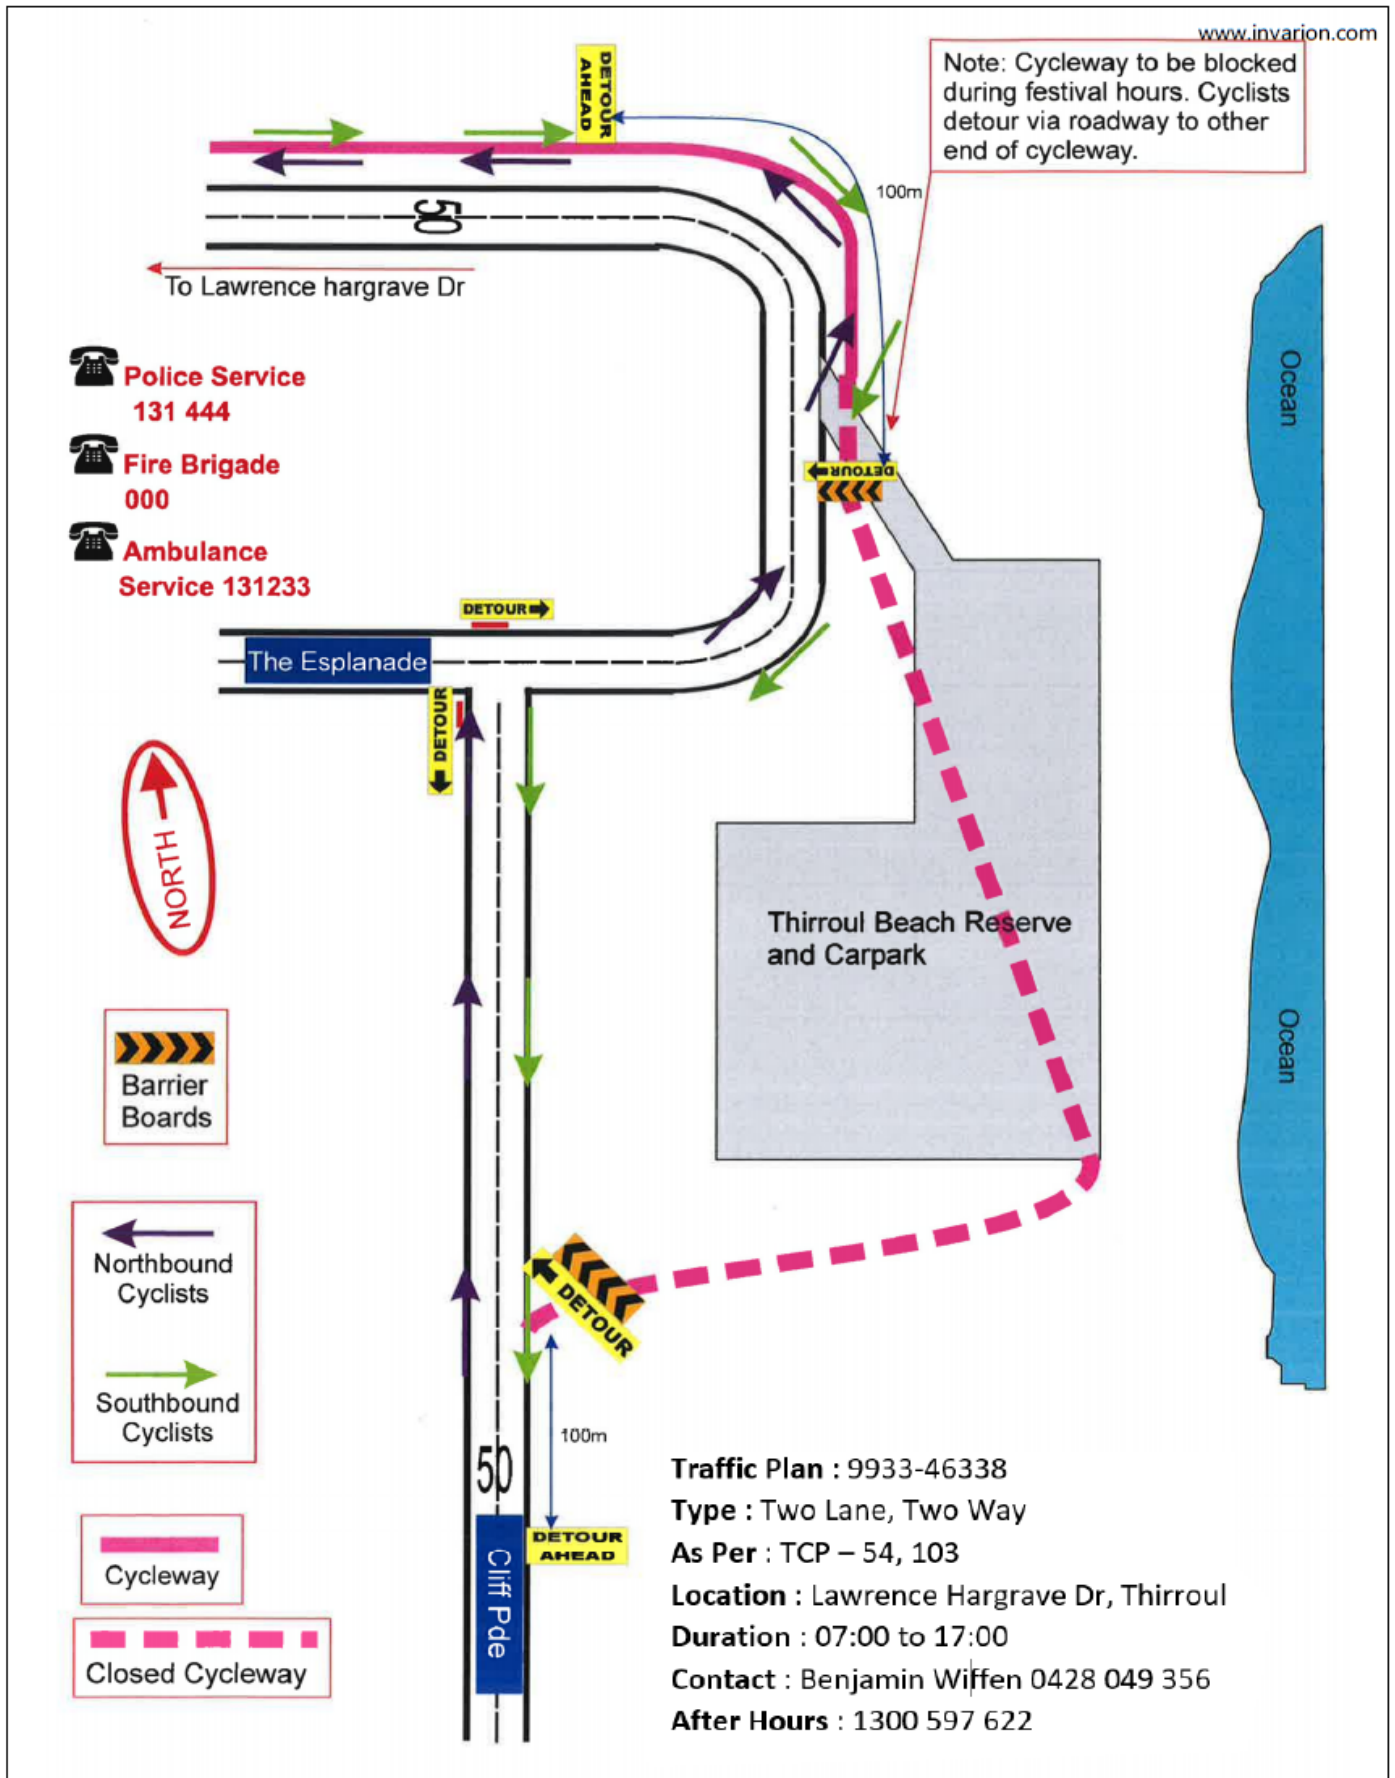 www.invarion.com
Note: Cycleway to be blocked
during festival hours. Cyclists
detour via roadway to other
end of cycleway.
DETOUR
AHEAD
100m
50
To Lawrence hargrave Dr
Police Service
131 444
Fire Brigade
000
Ambulance
Service 131233
Ocean
DETOUR
DETOUR
The Esplanade
DETOUR
NORTH
Thirroul Beach Reserve
and Carpark
Ocean
Barrier
Boards
Northbound
Cyclists
Southbound
Cyclists
DETOUR
100m
50
DETOUR
AHEAD
Cliff Pde
Cycleway
Closed Cycleway
Traffic Plan : 9933-46338
Type : Two Lane, Two Way
As Per : TCP – 54, 103
Location : Lawrence Hargrave Dr, Thirroul
Duration : 07:00 to 17:00
Contact : Benjamin Wiffen 0428 049 356
After Hours : 1300 597 622